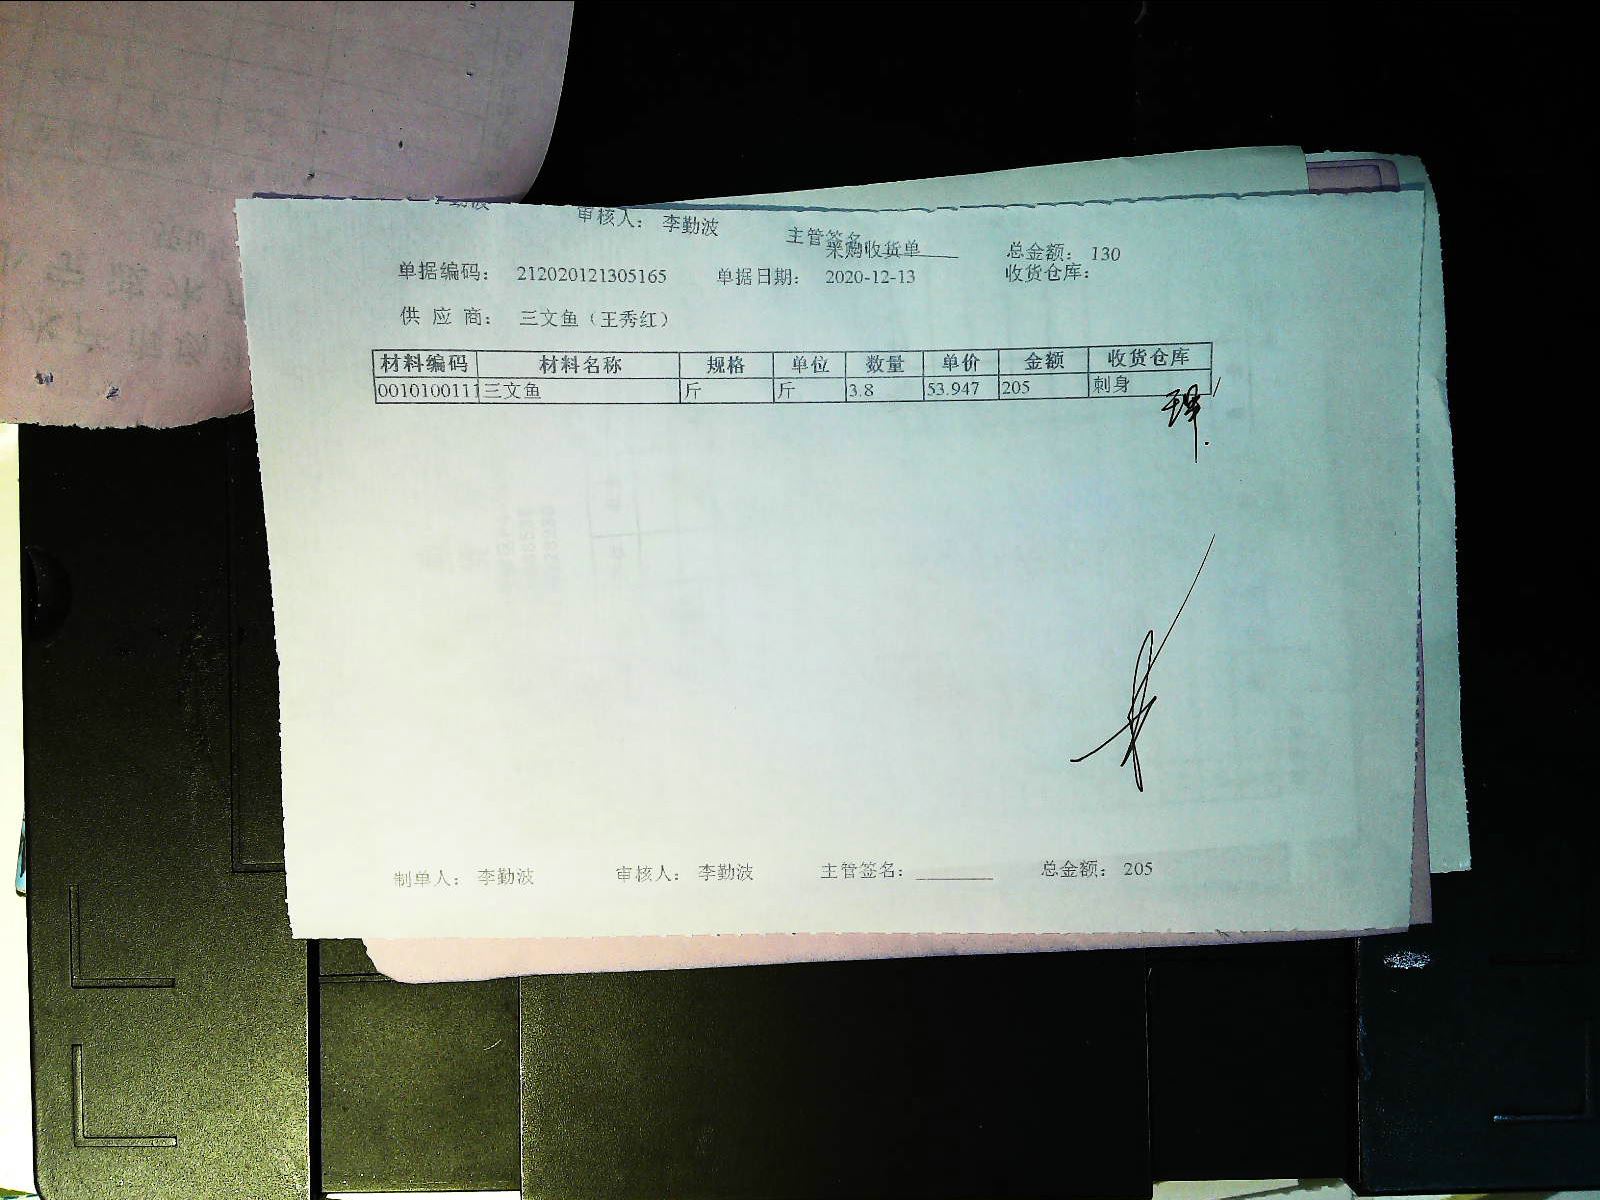 李勤波 审核人： 李勤波 主管签名 总金额： 130
采购收货单
单据编码： 212020121305165 单据日期： 2020-12-13 收货仓库：
供 应 商： 三文鱼（王秀红）
材料编码 材料名称 规格 单位 数量 单价 金额 收货仓库
0010100111 三文鱼 斤 斤 3.8 53.947 205 刺身
制单人： 李勤波 审核人： 李勤波 主管签名：________ 总金额： 205